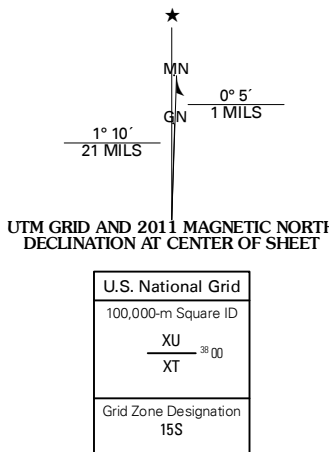 ★
MN
GN
0° 5´
1 MILS
1° 10´
21 MILS
UTM GRID AND 2011 MAGNETIC NORTH
DECLINATION AT CENTER OF SHEET
U.S. National Grid
100,000-m Square ID
XU
38 00
XT
Grid Zone Designation
15S